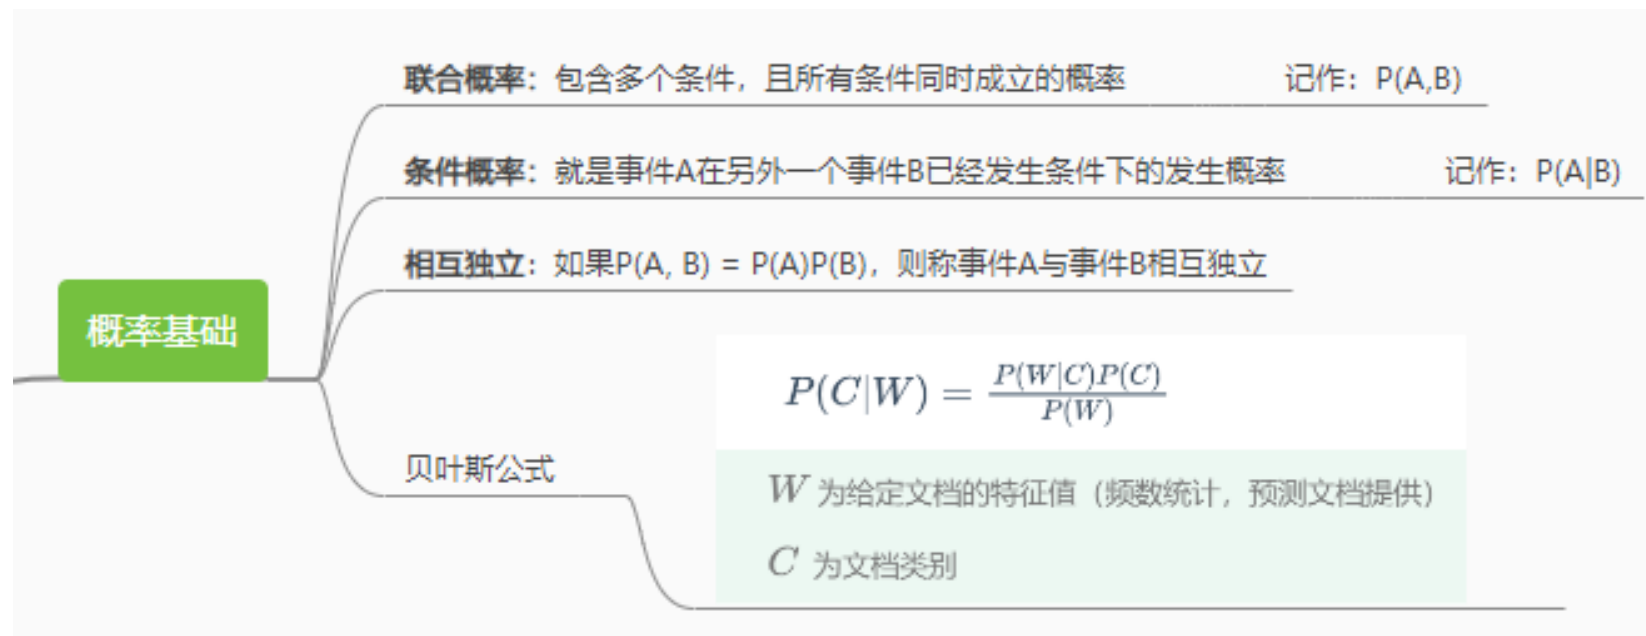 联合概率：包含多个条件，且所有条件同时成立的概率 记作：P(A,B)
条件概率：就是事件A在另外一个事件B已经发生条件下的发生概率 记作：P(A|B)
相互独立：如果P(A, B) = P(A)P(B)，则称事件A与事件B相互独立
概率基础
P(C|W) = P(W|C)P(C) / P(W)
贝叶斯公式
W 为给定文档的特征值（频数统计，预测文档提供）
C 为文档类别